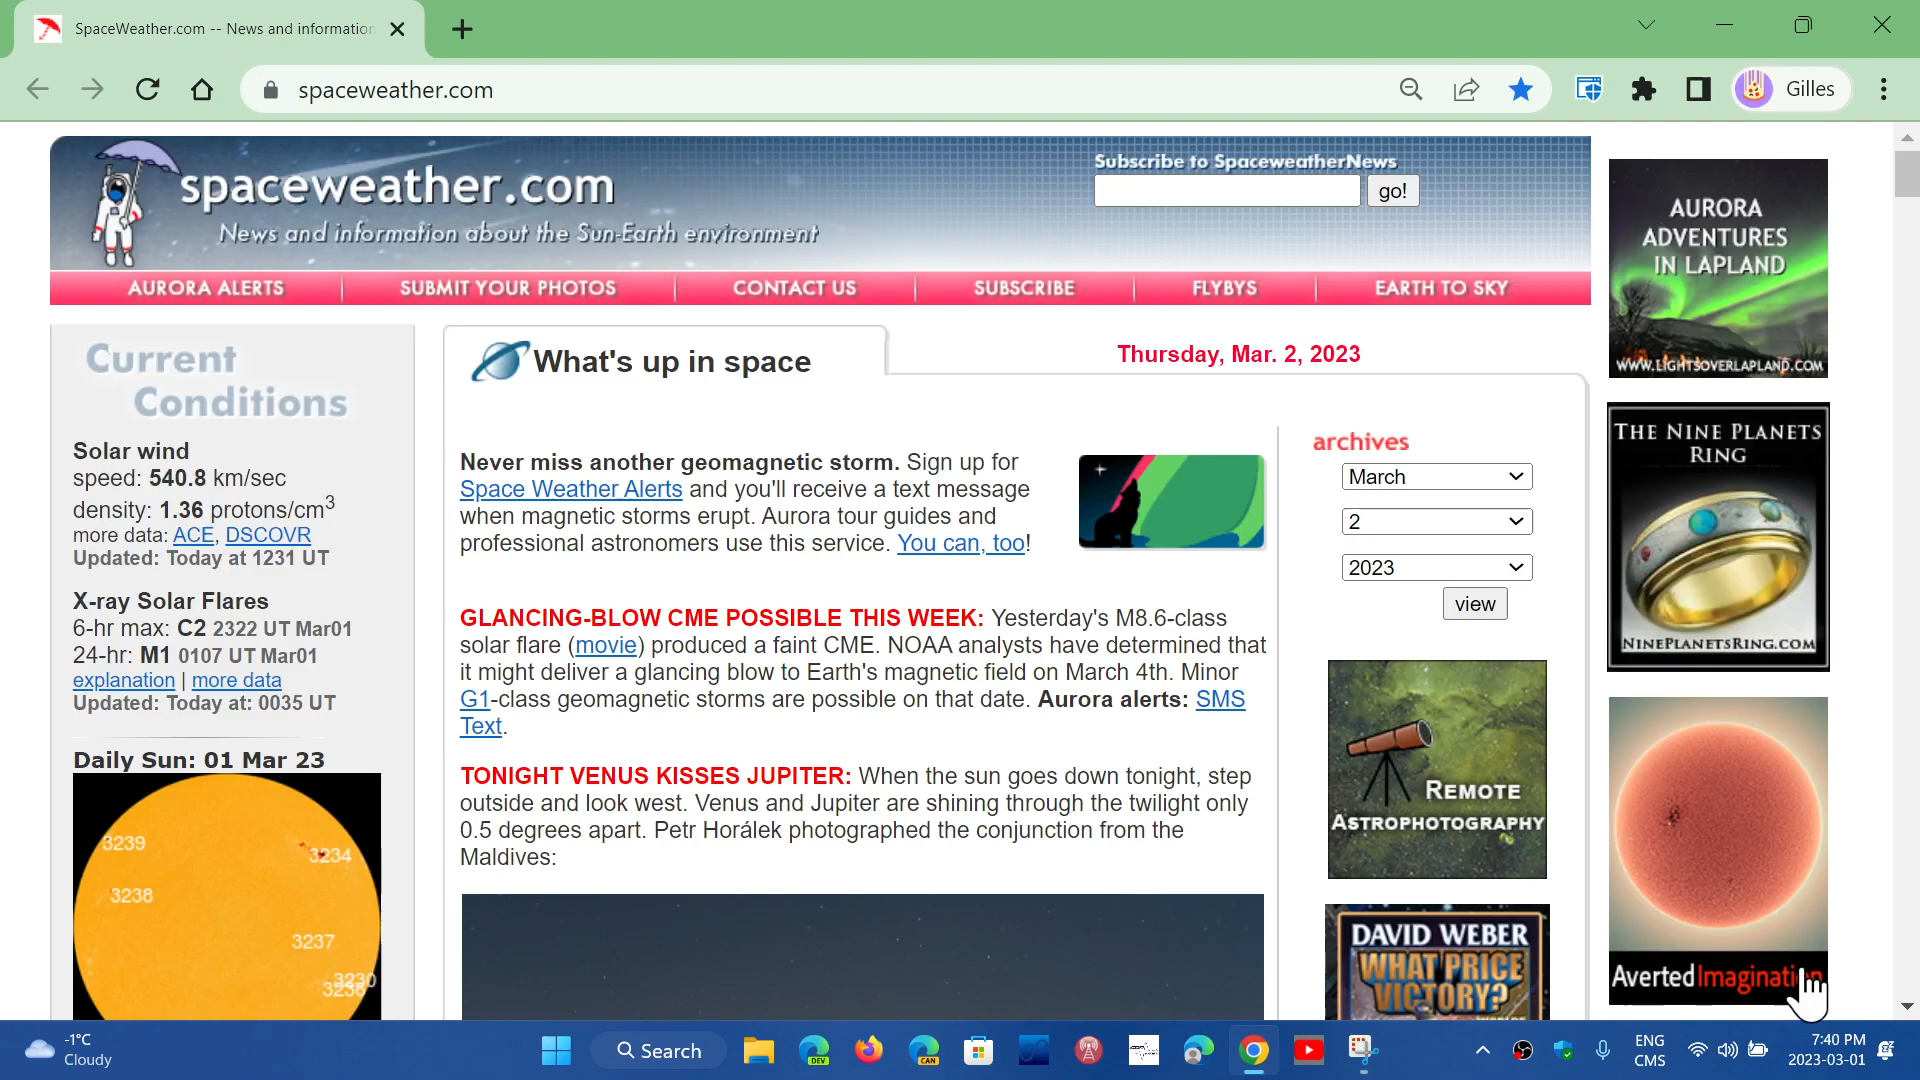 SpaceWeather.com -- News and information
spaceweather.com
Gilles
spaceweather.com
News and information about the Sun-Earth environment
Subscribe to SpaceweatherNews
go!
AURORA ALERTS
SUBMIT YOUR PHOTOS
CONTACT US
SUBSCRIBE
FLYBYS
EARTH TO SKY
Current
Conditions
Solar wind
speed: 540.8 km/sec
density: 1.36 protons/cm3
more data: ACE, DSCOVR
Updated: Today at 1231 UT
X-ray Solar Flares
6-hr max: C2 2322 UT Mar01
24-hr: M1 0107 UT Mar01
explanation | more data
Updated: Today at: 0035 UT
Daily Sun: 01 Mar 23
3239
3234
3238
3237
3230
3236
What's up in space
Thursday, Mar. 2, 2023
Never miss another geomagnetic storm. Sign up for
Space Weather Alerts and you'll receive a text message
when magnetic storms erupt. Aurora tour guides and
professional astronomers use this service. You can, too!
GLANCING-BLOW CME POSSIBLE THIS WEEK: Yesterday's M8.6-class
solar flare (movie) produced a faint CME. NOAA analysts have determined that
it might deliver a glancing blow to Earth's magnetic field on March 4th. Minor
G1-class geomagnetic storms are possible on that date. Aurora alerts: SMS
Text.
TONIGHT VENUS KISSES JUPITER: When the sun goes down tonight, step
outside and look west. Venus and Jupiter are shining through the twilight only
0.5 degrees apart. Petr Horálek photographed the conjunction from the
Maldives:
archives
March
2
2023
view
REMOTE
ASTROPHOTOGRAPHY
DAVID WEBER
WHAT PRICE
VICTORY?
AURORA
ADVENTURES
IN LAPLAND
WWW.LIGHTSOVERLAPLAND.COM
THE NINE PLANETS
RING
NINEPLANETSRING.COM
AvertedImagination
-1°C
Cloudy
Search
DEV
CAN
ENG
CMS
7:40 PM
2023-03-01